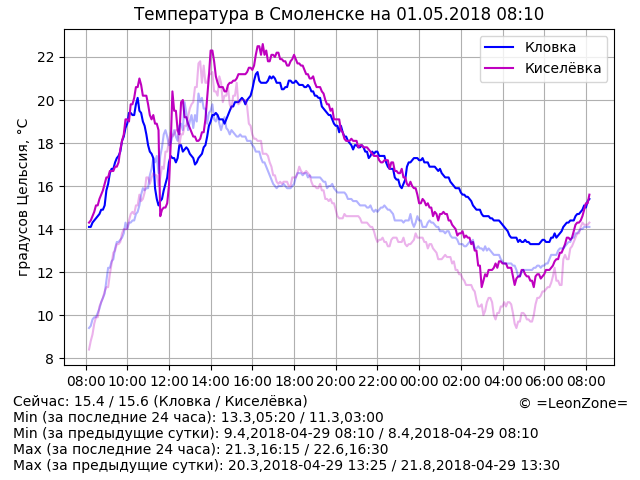 Температура в Смоленске на 01.05.2018 08:10
Кловка
Киселёвка
градусов Цельсия, °C
22
20
18
16
14
12
10
8
08:00 10:00 12:00 14:00 16:00 18:00 20:00 22:00 00:00 02:00 04:00 06:00 08:00
Сейчас: 15.4 / 15.6 (Кловка / Киселёвка)
© =LeonZone=
Min (за последние 24 часа): 13.3,05:20 / 11.3,03:00
Min (за предыдущие сутки): 9.4,2018-04-29 08:10 / 8.4,2018-04-29 08:10
Max (за последние 24 часа): 21.3,16:15 / 22.6,16:30
Max (за предыдущие сутки): 20.3,2018-04-29 13:25 / 21.8,2018-04-29 13:30